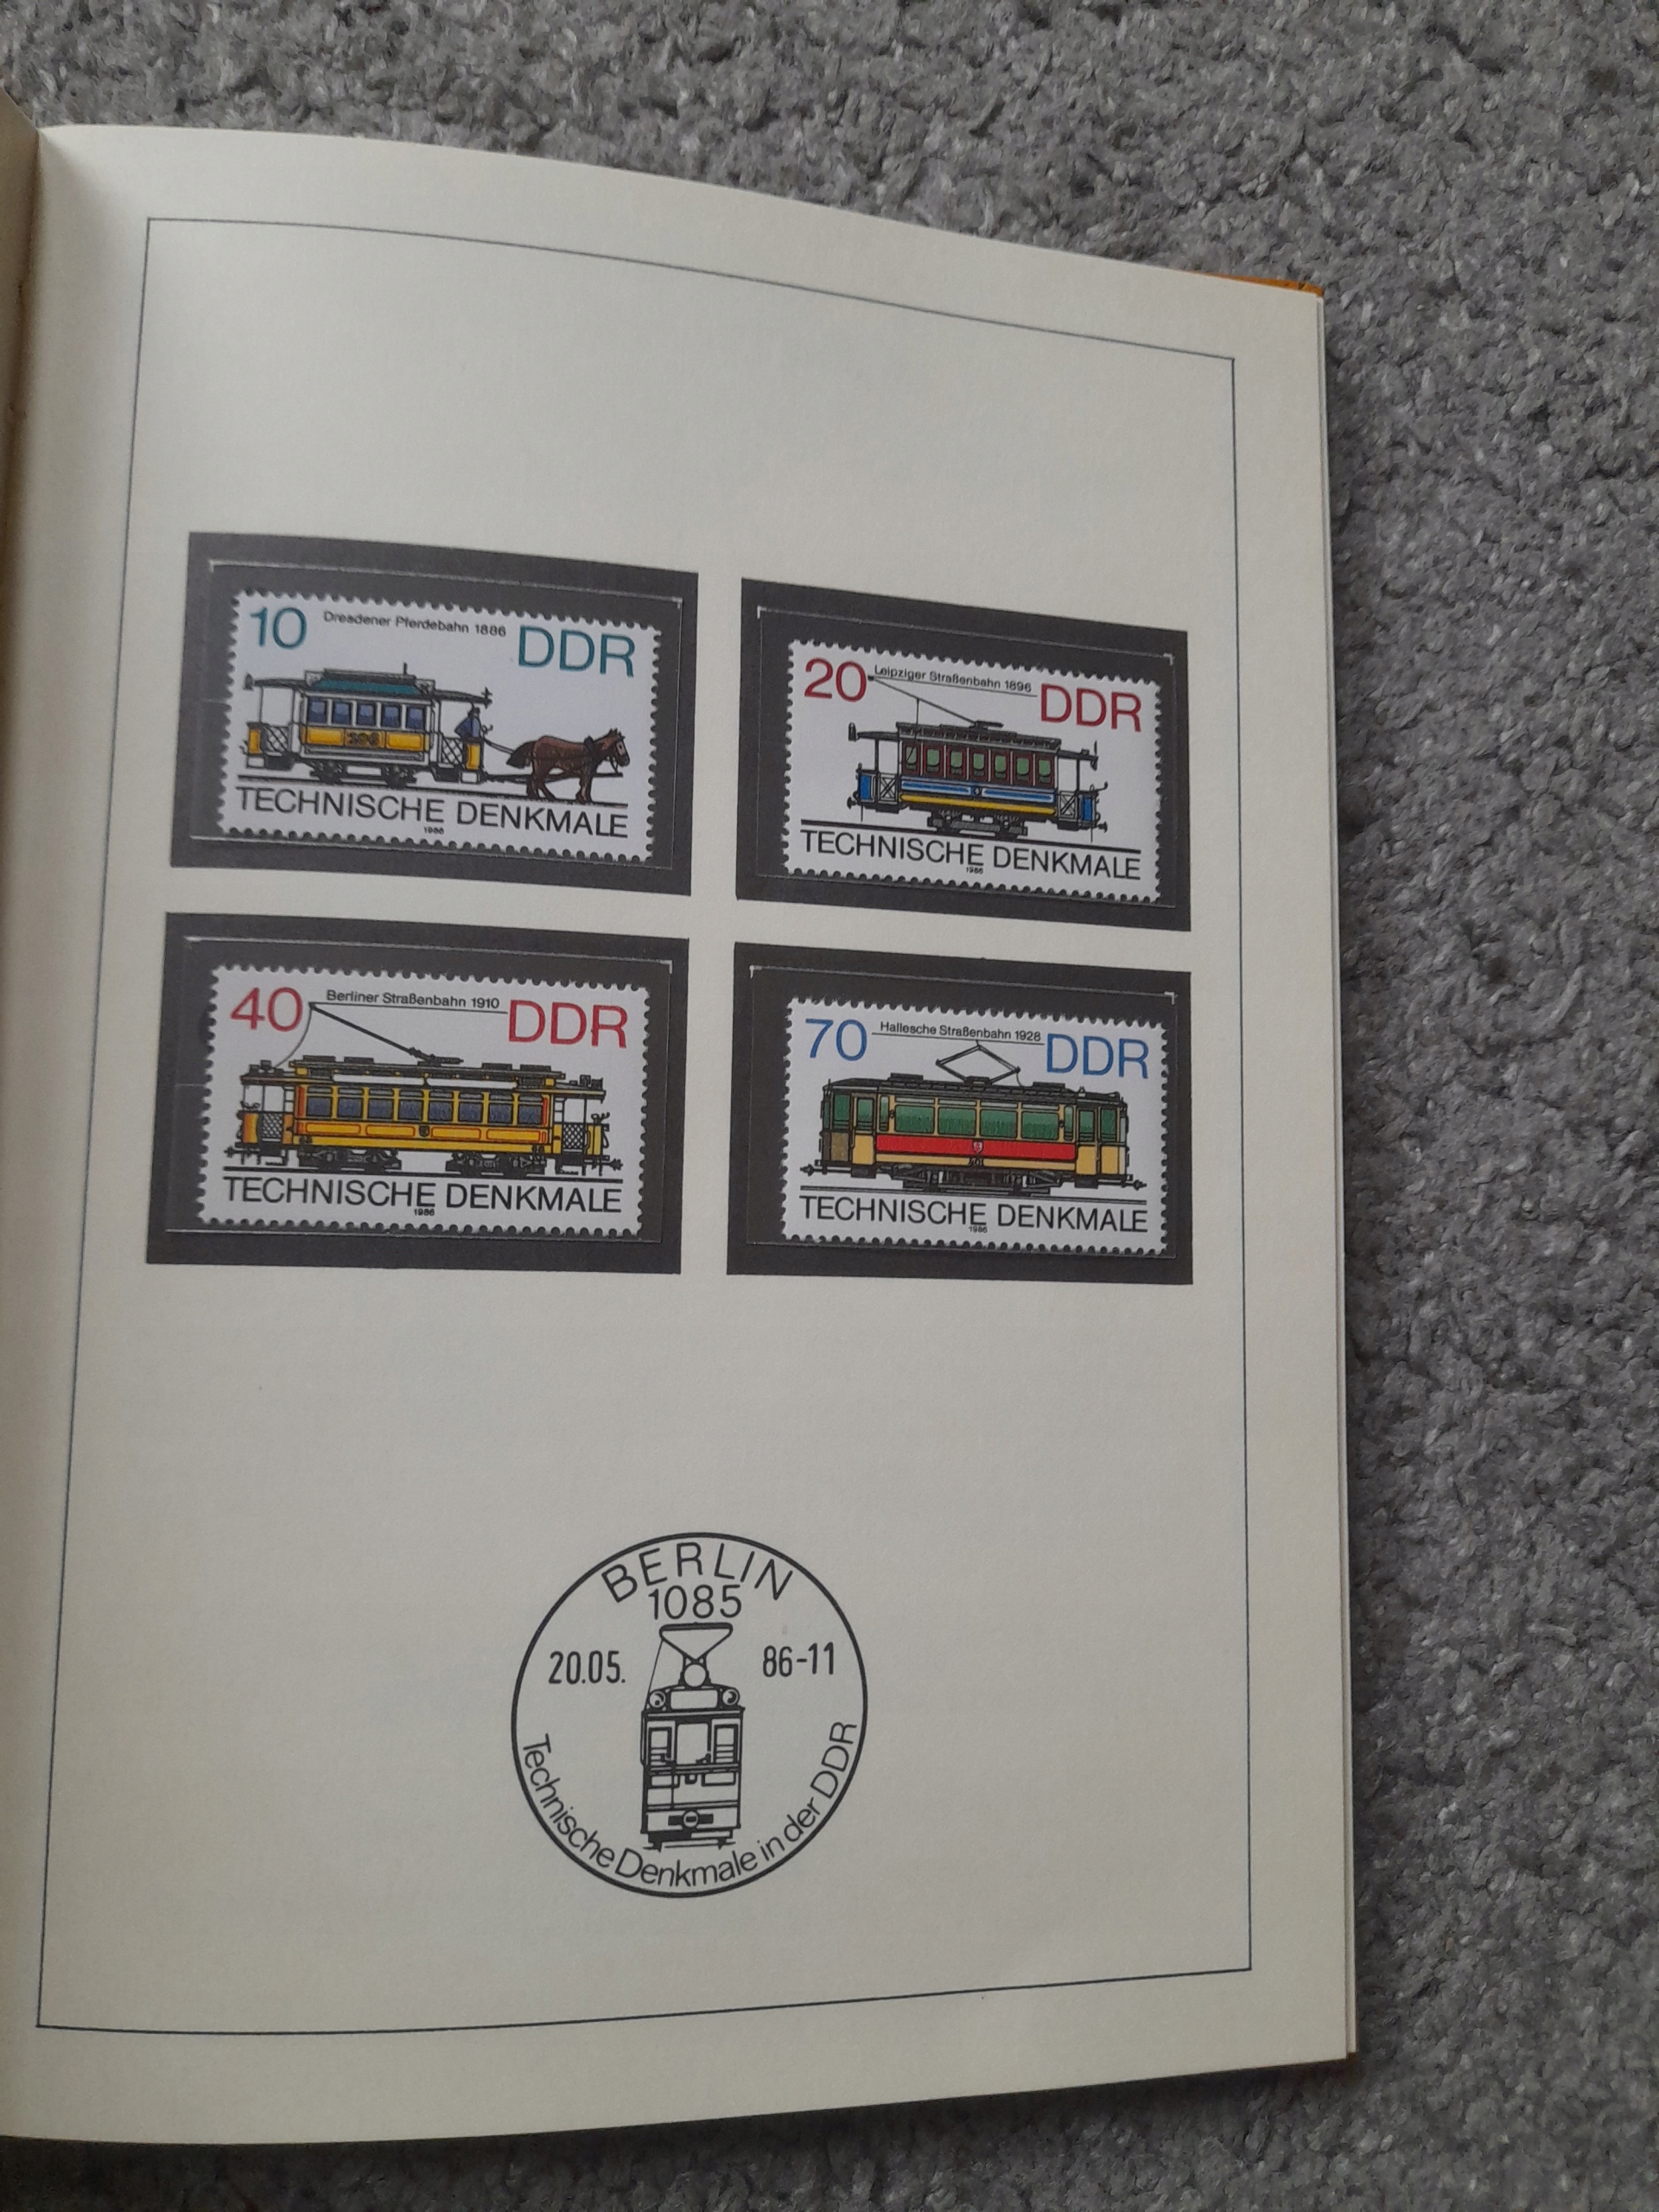 10 Dresdener Pferdebahn 1886 DDR
306
TECHNISCHE DENKMALE
1986
20 Leipziger Straßenbahn 1896 DDR
TECHNISCHE DENKMALE
1986
40 Berliner Straßenbahn 1910 DDR
TECHNISCHE DENKMALE
1986
70 Hallesche Straßenbahn 1928 DDR
TECHNISCHE DENKMALE
1986
BERLIN
1085
20.05. 86-11
Technische Denkmale in der DDR